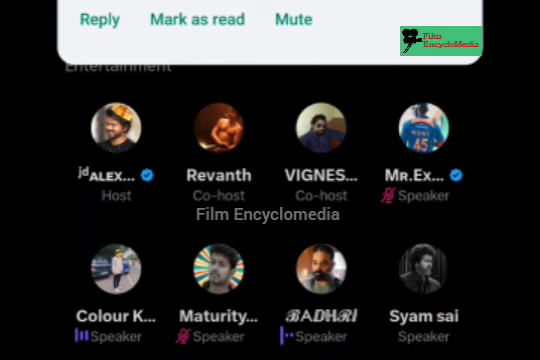 Reply Mark as read Mute
Film
EncycloMedia
Entertainment
jdALEX... Revanth VIGNES... MR.EX...
Host Co-host Co-host Speaker
Film Encyclomedia
Colour K... Maturity... BADHRI Syam sai
Speaker Speaker Speaker Speaker